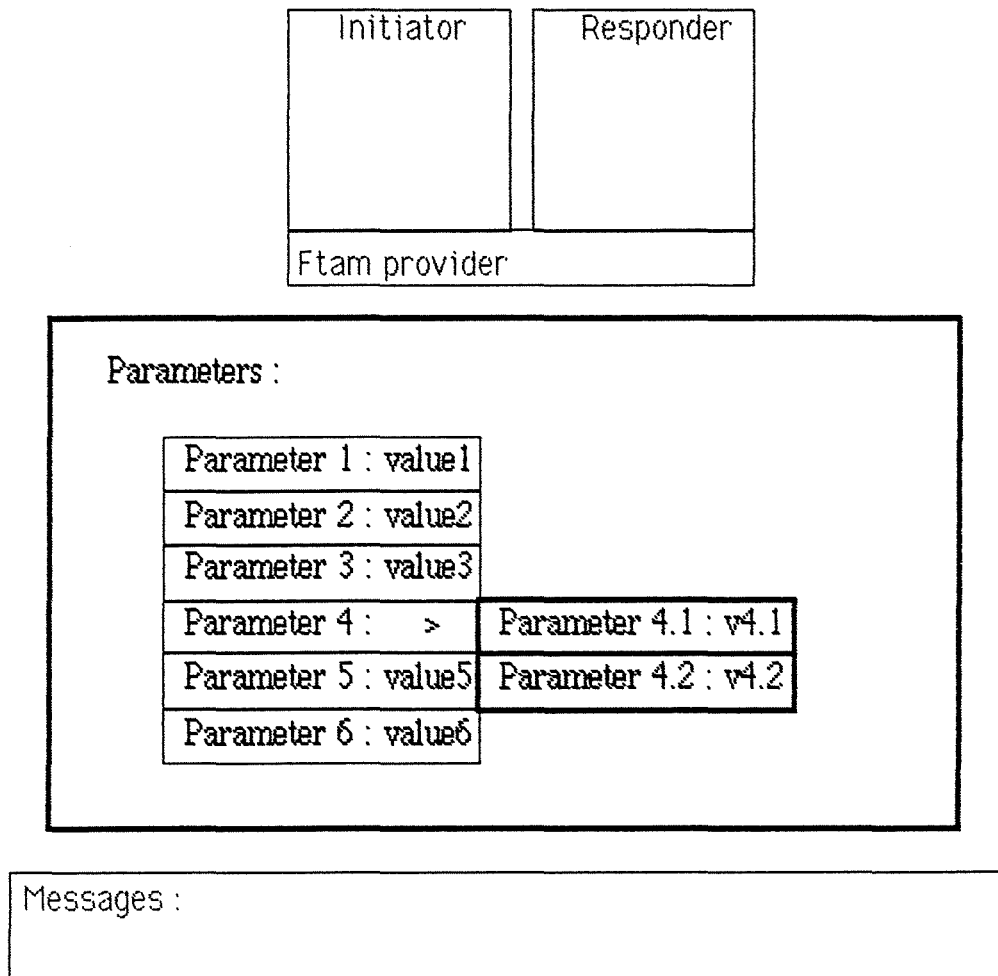 Initiator
Responder
Ftam provider
Parameters :
Parameter 1 : value1
Parameter 2 : value2
Parameter 3 : value3
Parameter 4 : > Parameter 4.1 : v4.1
Parameter 5 : value5 Parameter 4.2 : v4.2
Parameter 6 : value6
Messages :